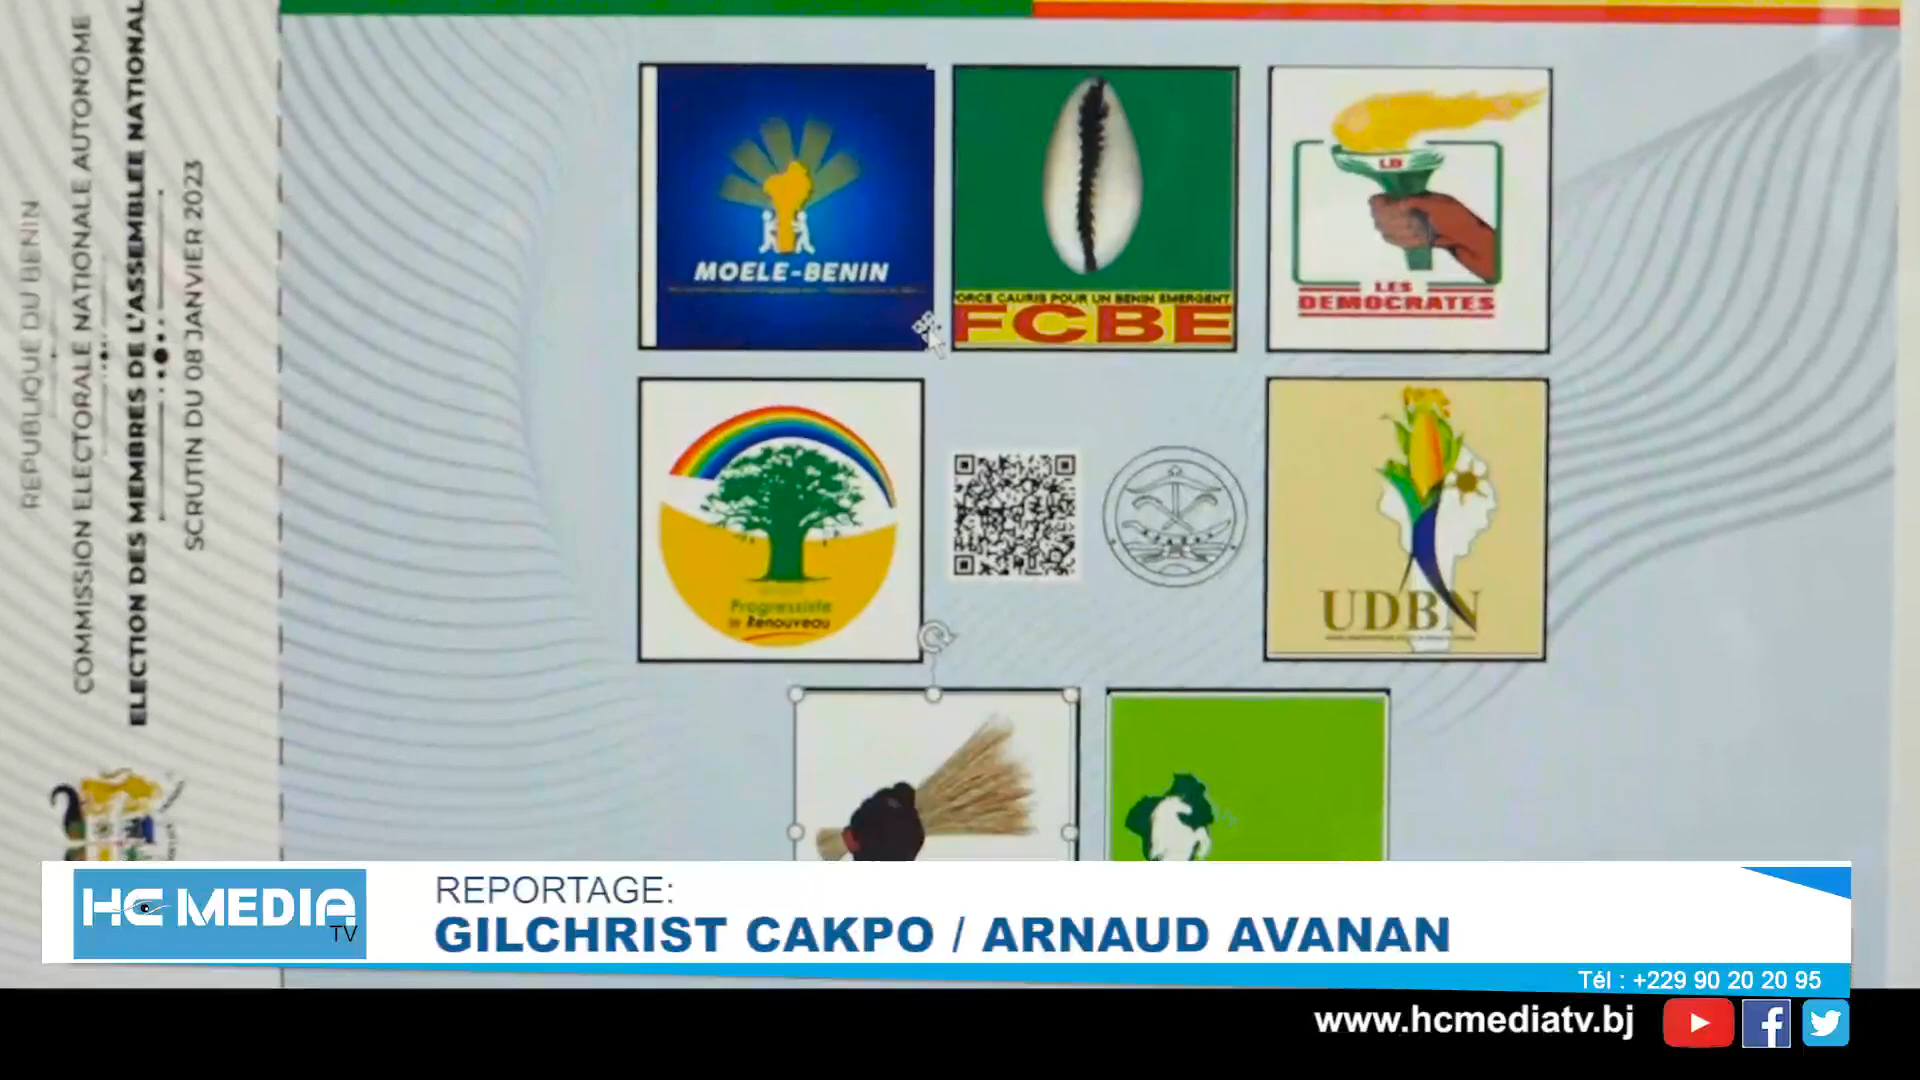 REPUBLIQUE DU BENIN
COMMISSION ELECTORALE NATIONALE AUTONOME
ELECTION DES MEMBRES DE L'ASSEMBLEE NATIONAL
SCRUTIN DU 08 JANVIER 2023
MOELE-BENIN
ORCE CAURIS POUR UN BENIN EMERGENT
FCBE
LD
LES
DEMOCRATES
Progressiste
le Renouveau
UDBN
HC MEDIA
TV
REPORTAGE:
GILCHRIST CAKPO / ARNAUD AVANAN
Tél : +229 90 20 20 95
www.hcmediatv.bj